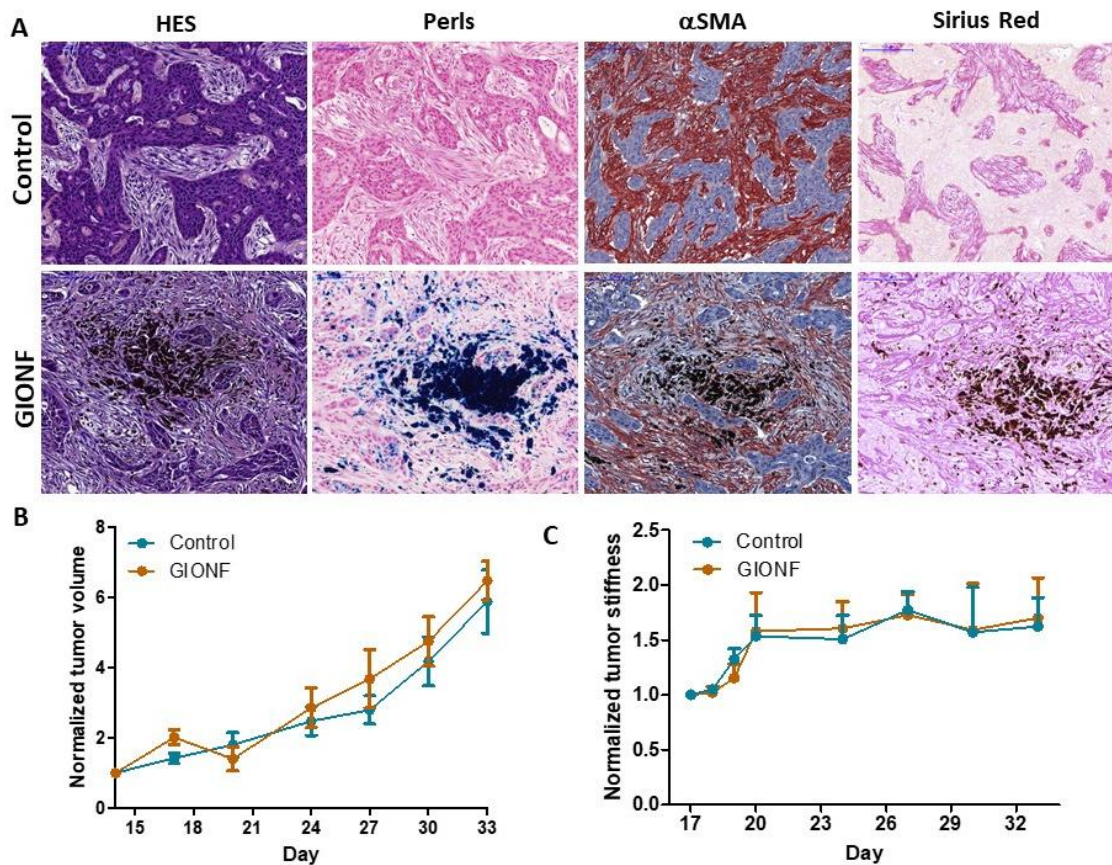 A
HES
Perls
αSMA
Sirius Red
Control
GIONF
B
Normalized tumor volume
8
6
4
2
0
Control
GIONF
15
18
21
24
27
30
33
Day
C
Normalized tumor stiffness
2.5
2.0
1.5
1.0
0.5
0.0
Control
GIONF
17
20
23
26
29
32
Day